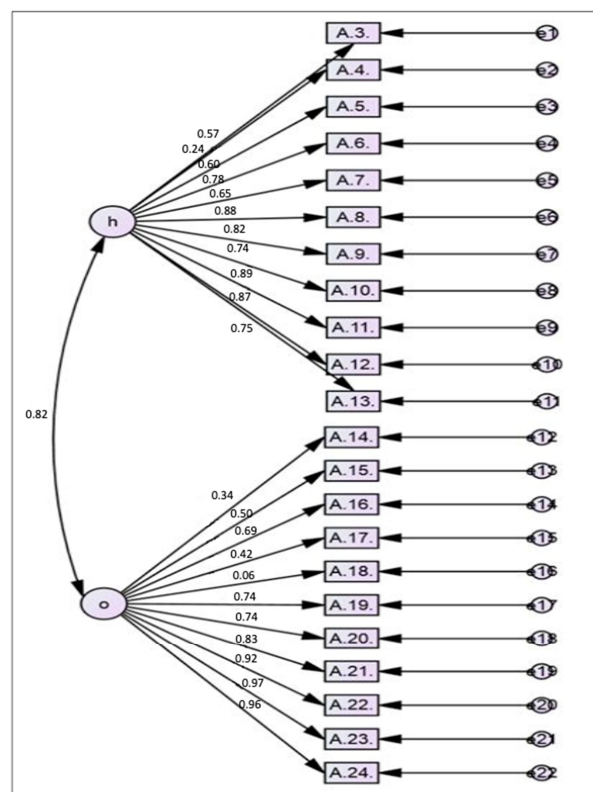 A.3. e1
A.4. e2
A.5. e3
0.57
A.6. e4
0.24
0.60
0.78
A.7. e5
0.65
h
0.88
A.8. e6
0.82
A.9. e7
0.74
0.89
A.10. e8
0.87
A.11. e9
0.75
A.12. e10
A.13. e11
0.82
A.14. e12
A.15. e13
0.34
A.16. e14
0.50
0.69
A.17. e15
0.42
A.18. e16
0.06
o
0.74
A.19. e17
0.74
A.20. e18
0.83
A.21. e19
0.92
A.22. e20
0.97
0.96
A.23. e21
A.24. e22